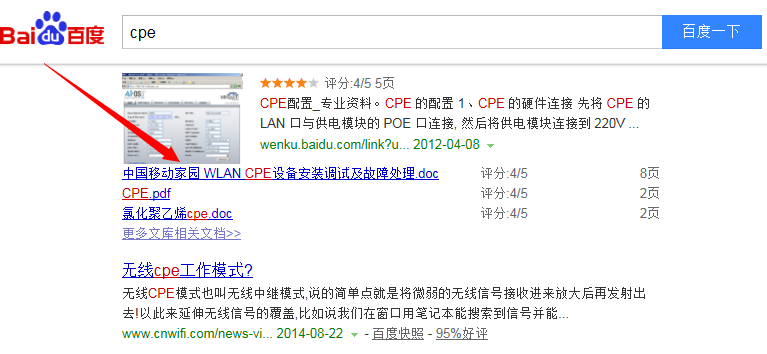 Baidu百度
cpe
百度一下
评分:4/5 5页
CPE配置_专业资料。CPE 的配置 1、CPE 的硬件连接 先将 CPE 的
LAN 口与供电模块的 POE 口连接, 然后将供电模块连接到 220V ...
wenku.baidu.com/link?u... 2012-04-08
中国移动家园 WLAN CPE设备安装调试及故障处理.doc 评分:4/5 8页
CPE.pdf 评分:4/5 2页
氯化聚乙烯cpe.doc 评分:4/5 2页
更多文库相关文档>>
无线cpe工作模式?
无线CPE模式也叫无线中继模式,说的简单点就是将微弱的无线信号接收进来放大后再发射出
去!以此来延伸无线信号的覆盖,比如说我们在窗口用笔记本能搜索到信号并能...
www.cnwifi.com/news-vi... 2014-08-22 - 百度快照 - 95%好评